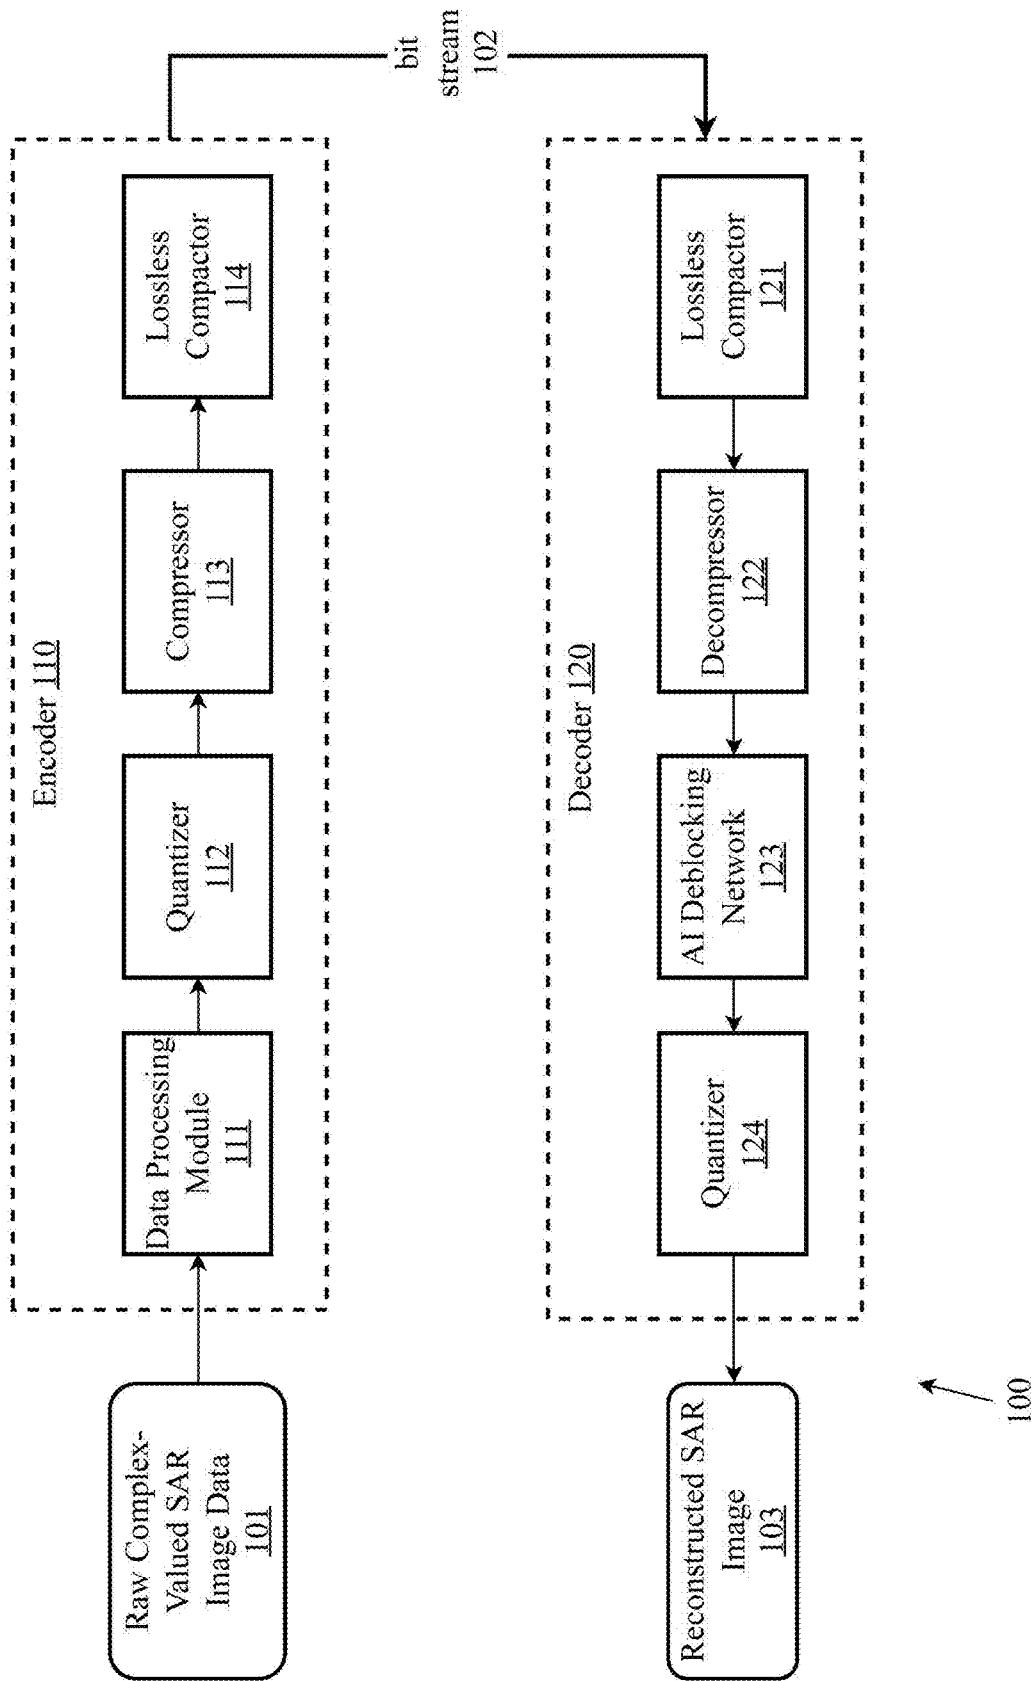 Raw Complex-
Valued SAR
Image Data
101
Encoder 110
Data Processing
Module
111
Quantizer
112
Compressor
113
Lossless
Compactor
114
bit
stream
102
Decoder 120
Lossless
Compactor
121
Decompressor
122
AI Deblocking
Network
123
Quantizer
124
Reconstructed SAR
Image
103
100